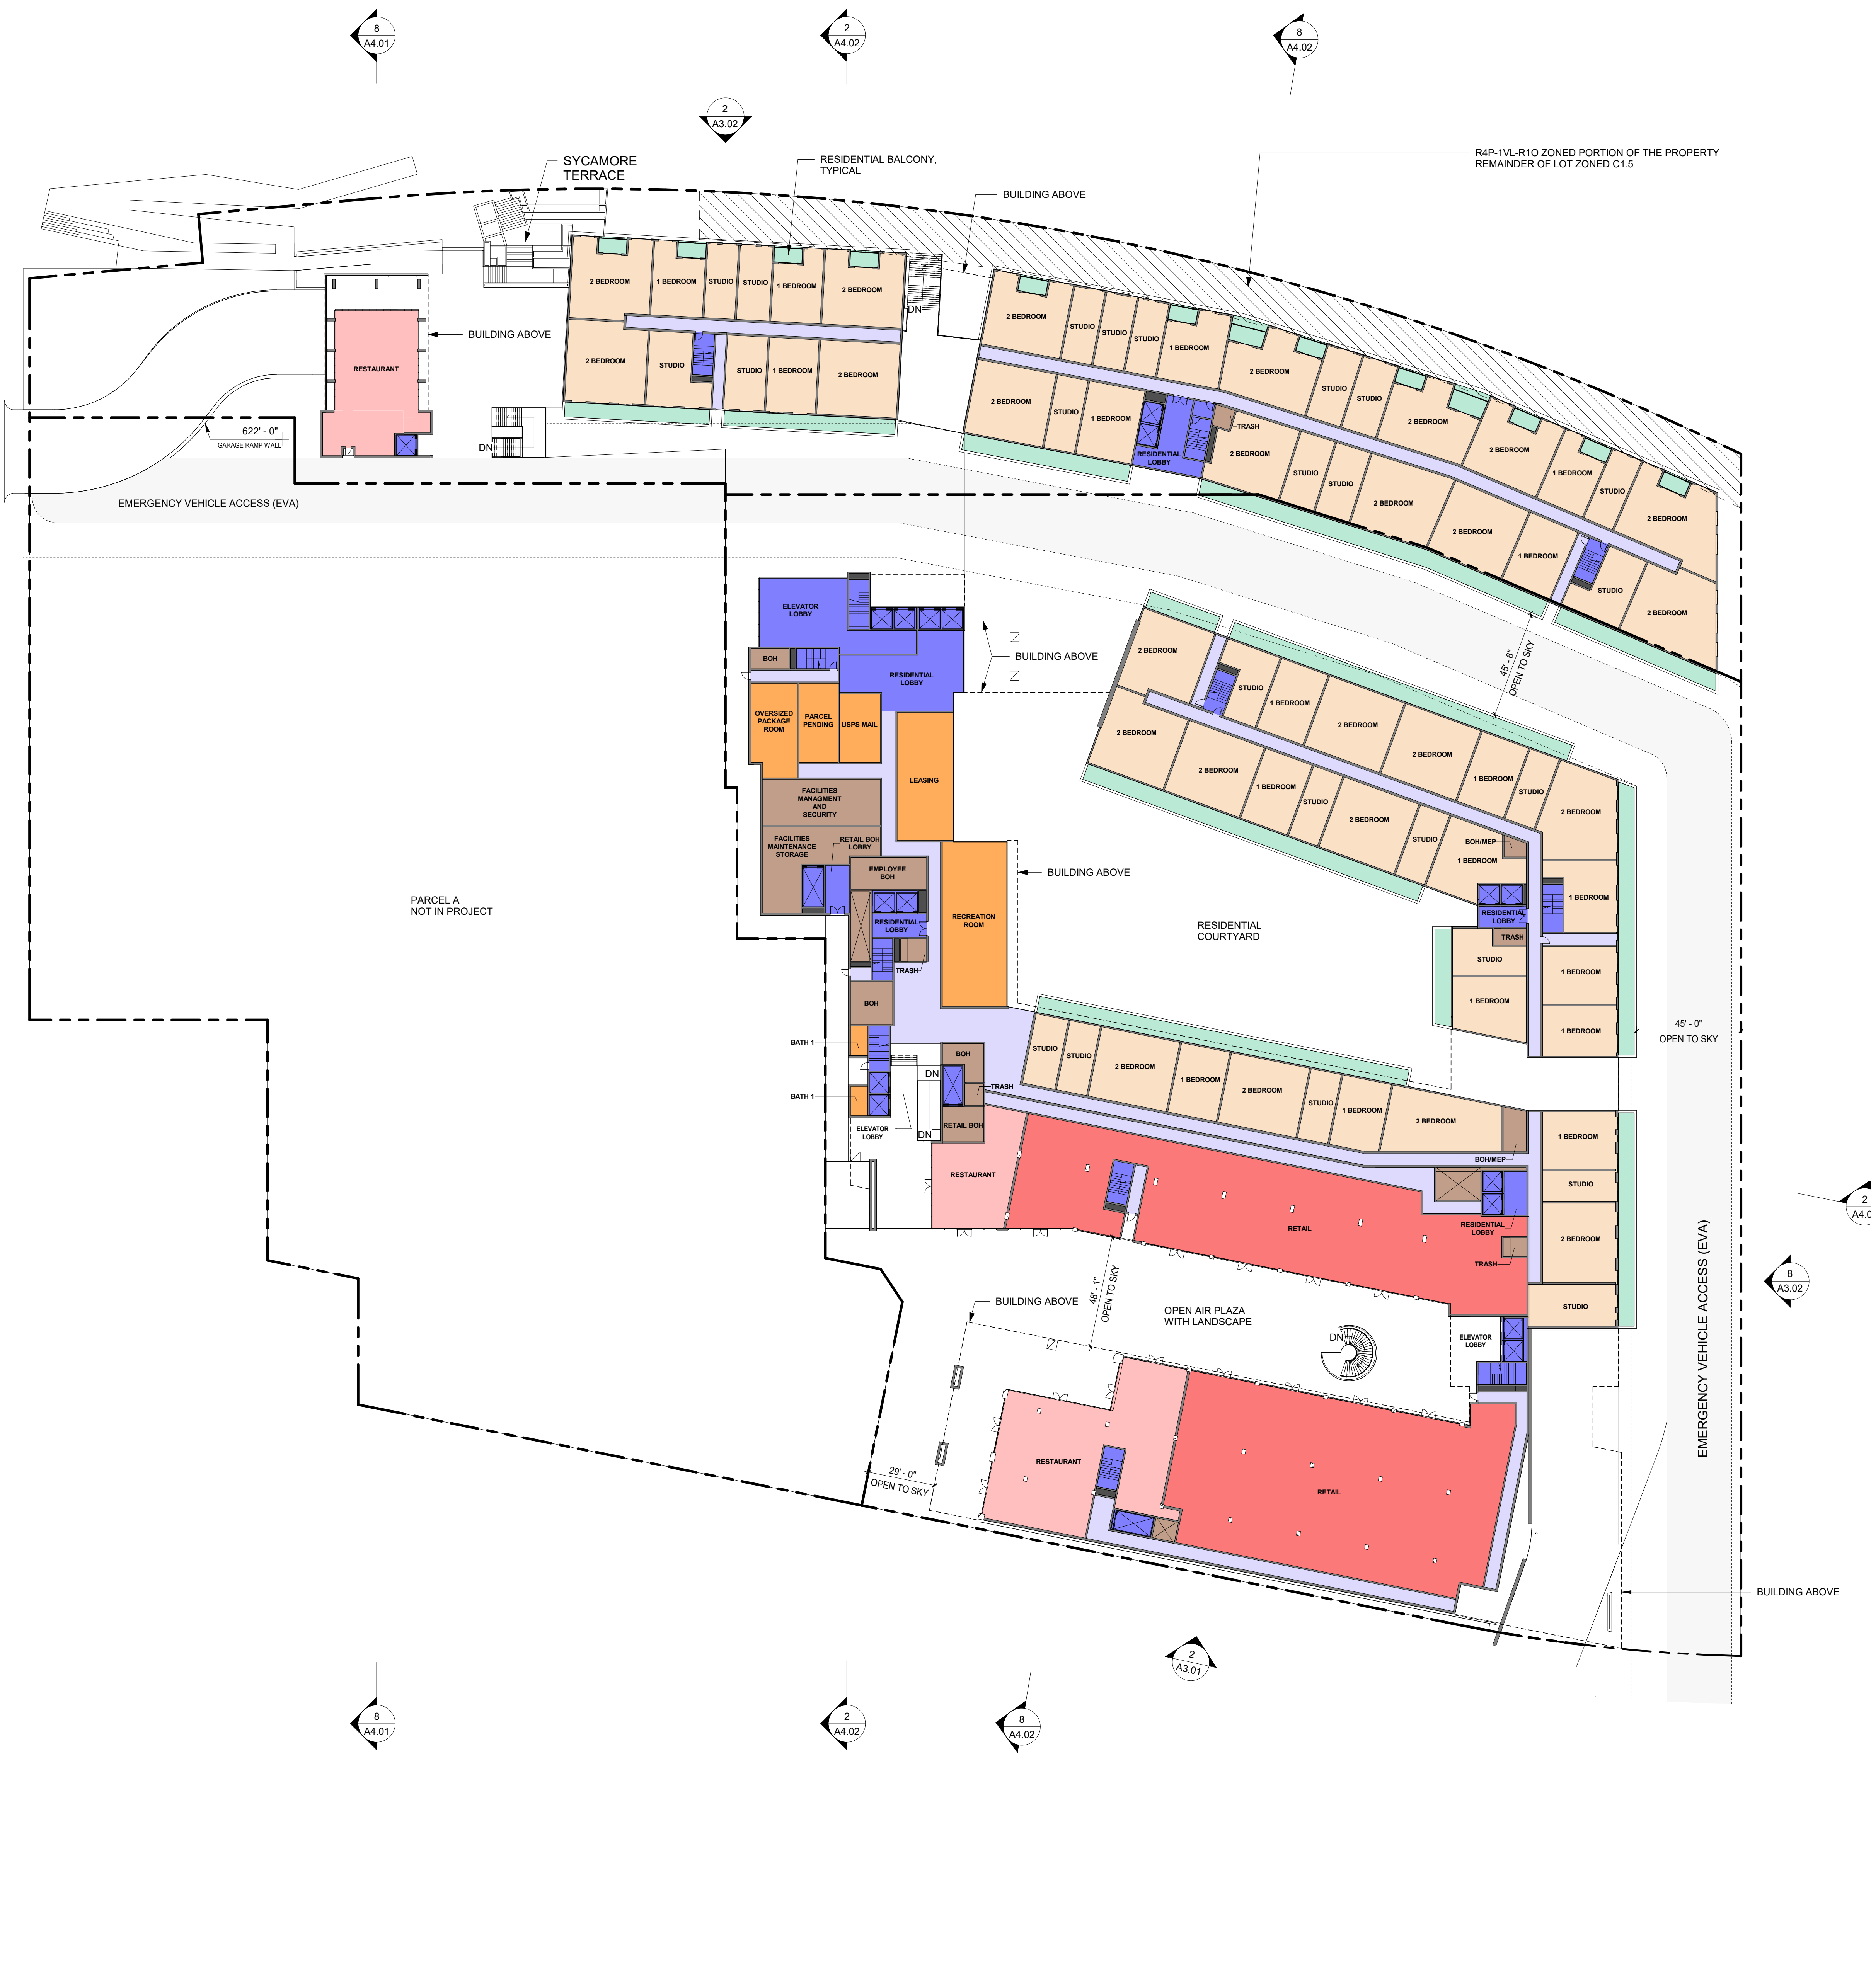 8
A4.01
2
A4.02
8
A4.02
2
A3.02
SYCAMORE
TERRACE
RESIDENTIAL BALCONY,
TYPICAL
BUILDING ABOVE
R4P-1VL-R1O ZONED PORTION OF THE PROPERTY
REMAINDER OF LOT ZONED C1.5
2 BEDROOM
1 BEDROOM
STUDIO
STUDIO
1 BEDROOM
2 BEDROOM
DN
BUILDING ABOVE
RESTAURANT
2 BEDROOM
STUDIO
STUDIO
1 BEDROOM
2 BEDROOM
2 BEDROOM
STUDIO
STUDIO
STUDIO
1 BEDROOM
2 BEDROOM
STUDIO
STUDIO
2 BEDROOM
2 BEDROOM
1 BEDROOM
STUDIO
2 BEDROOM
2 BEDROOM
STUDIO
1 BEDROOM
RESIDENTIAL
LOBBY
TRASH
2 BEDROOM
STUDIO
STUDIO
2 BEDROOM
2 BEDROOM
1 BEDROOM
STUDIO
2 BEDROOM
622' - 0"
GARAGE RAMP WALL
DN
EMERGENCY VEHICLE ACCESS (EVA)
ELEVATOR
LOBBY
BOH
RESIDENTIAL
LOBBY
BUILDING ABOVE
45' - 6"
OPEN TO SKY
OVERSIZED
PACKAGE
ROOM
PARCEL
PENDING
USPS MAIL
LEASING
FACILITIES
MANAGMENT
AND
SECURITY
FACILITIES
MAINTENANCE
STORAGE
RETAIL BOH
LOBBY
EMPLOYEE
BOH
RESIDENTIAL
LOBBY
TRASH
BOH
RECREATION
ROOM
BUILDING ABOVE
2 BEDROOM
STUDIO
1 BEDROOM
2 BEDROOM
2 BEDROOM
1 BEDROOM
STUDIO
2 BEDROOM
2 BEDROOM
2 BEDROOM
1 BEDROOM
STUDIO
2 BEDROOM
STUDIO
1 BEDROOM
BOH/MEP
1 BEDROOM
RESIDENTIAL
LOBBY
TRASH
STUDIO
1 BEDROOM
1 BEDROOM
1 BEDROOM
PARCEL A
NOT IN PROJECT
RESIDENTIAL
COURTYARD
45' - 0"
OPEN TO SKY
BATH 1
BATH 1
ELEVATOR
LOBBY
DN
DN
BOH
TRASH
RETAIL BOH
STUDIO
STUDIO
2 BEDROOM
1 BEDROOM
2 BEDROOM
STUDIO
1 BEDROOM
2 BEDROOM
BOH/MEP
1 BEDROOM
STUDIO
2 BEDROOM
STUDIO
RESTAURANT
RETAIL
RESIDENTIAL
LOBBY
TRASH
48' - 1"
OPEN TO SKY
BUILDING ABOVE
OPEN AIR PLAZA
WITH LANDSCAPE
DN
ELEVATOR
LOBBY
EMERGENCY VEHICLE ACCESS (EVA)
2
8
A3.02
29' - 0"
OPEN TO SKY
RESTAURANT
RETAIL
BUILDING ABOVE
2
A3.01
8
A4.01
2
A4.02
8
A4.02